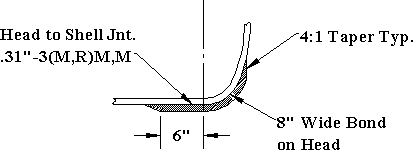 Head to Shell Jnt.
.31"-3(M,R)M,M
4:1 Taper Typ.
6"
8" Wide Bond
on Head